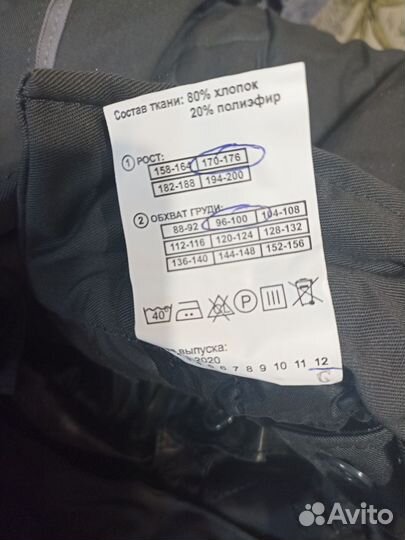 Состав ткани: 80% хлопок
20% полиэфир
1 РОСТ:
158-164 170-176
182-188 194-200
2 ОБХВАТ ГРУДИ:
88-92 96-100 104-108
112-116 120-124 128-132
136-140 144-148 152-156
40° P
выпуска:
2020
6 7 8 9 10 11 12
Avito